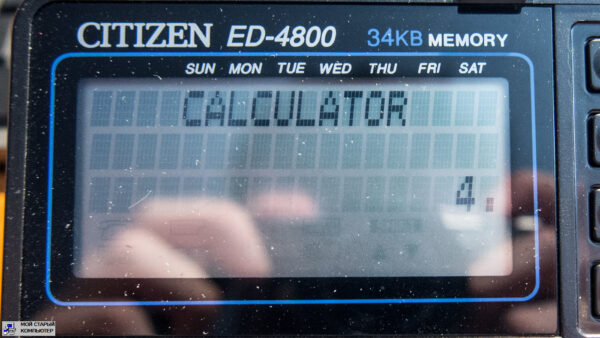 CITIZEN ED-4800 34KB MEMORY
SUN MON TUE WED THU FRI SAT
CALCULATOR
4.
МОЙ СТАРЫЙ
КОМПЬЮТЕР